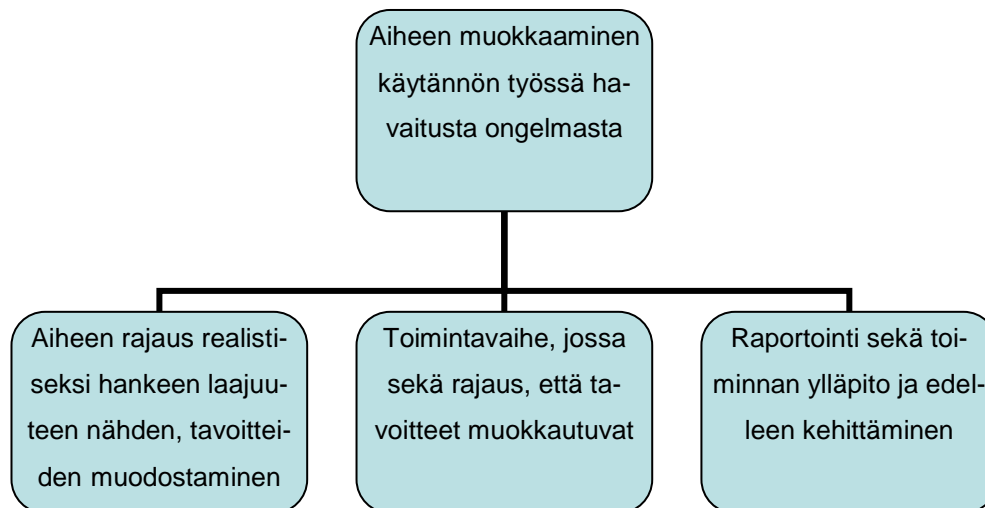 Aiheen muokkaaminen
käytännön työssä ha-
vaitusta ongelmasta
Aiheen rajaus realisti-
seksi hankeen laajuu-
teen nähden, tavoittei-
den muodostaminen
Toimintavaihe, jossa
sekä rajaus, että ta-
voitteet muokkautuvat
Raportointi sekä toi-
minnan ylläpito ja edel-
leen kehittäminen